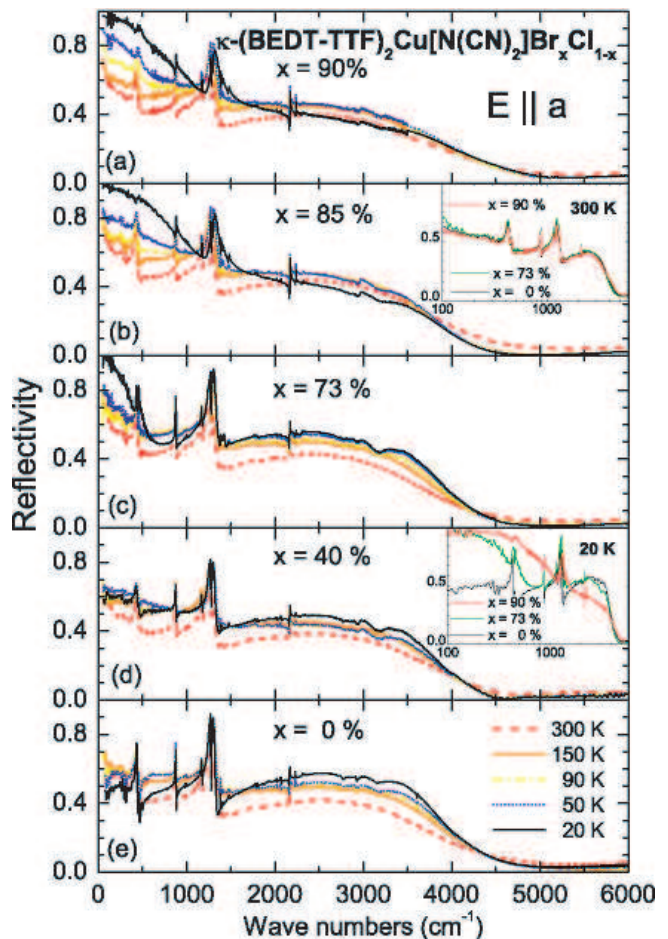 κ-(BEDT-TTF)₂Cu[N(CN)₂]BrₓCl₁₋ₓ
x = 90%
E || a
(a)
0.8
0.4
0.0
x = 85 %
(b)
0.8
0.4
0.0
300 K
x = 90 %
x = 73 %
x = 0 %
0.5
0.0
100
1000
x = 73 %
(c)
0.8
0.4
0.0
Reflectivity
x = 40 %
(d)
0.8
0.4
0.0
20 K
x = 90 %
x = 73 %
x = 0 %
0.5
0.0
100
1000
x = 0 %
(e)
0.8
0.4
0.0
300 K
150 K
90 K
50 K
20 K
0 1000 2000 3000 4000 5000 6000
Wave numbers (cm⁻¹)